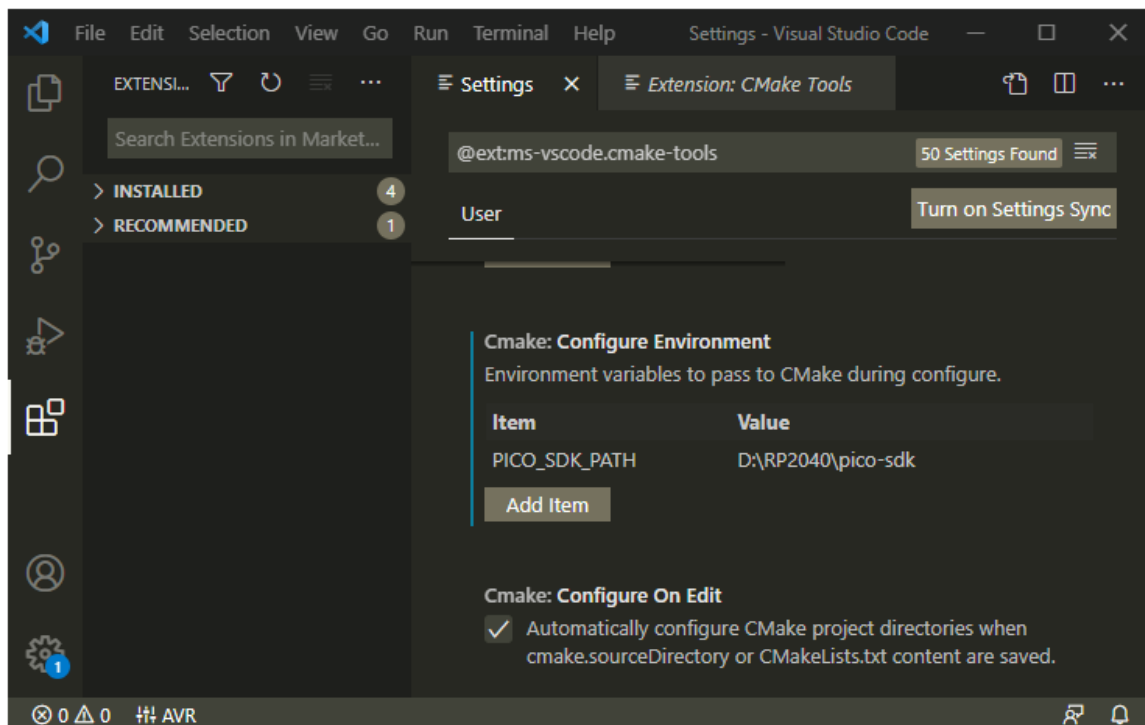 File Edit Selection View Go Run Terminal Help Settings - Visual Studio Code
EXTENSI...
Search Extensions in Market...
INSTALLED 4
RECOMMENDED 1
Settings Extension: CMake Tools
@ext:ms-vscode.cmake-tools 50 Settings Found
User Turn on Settings Sync
Cmake: Configure Environment
Environment variables to pass to CMake during configure.
Item Value
PICO_SDK_PATH D:\RP2040\pico-sdk
Add Item
Cmake: Configure On Edit
Automatically configure CMake project directories when
cmake.sourceDirectory or CMakeLists.txt content are saved.
1
0 0 AVR